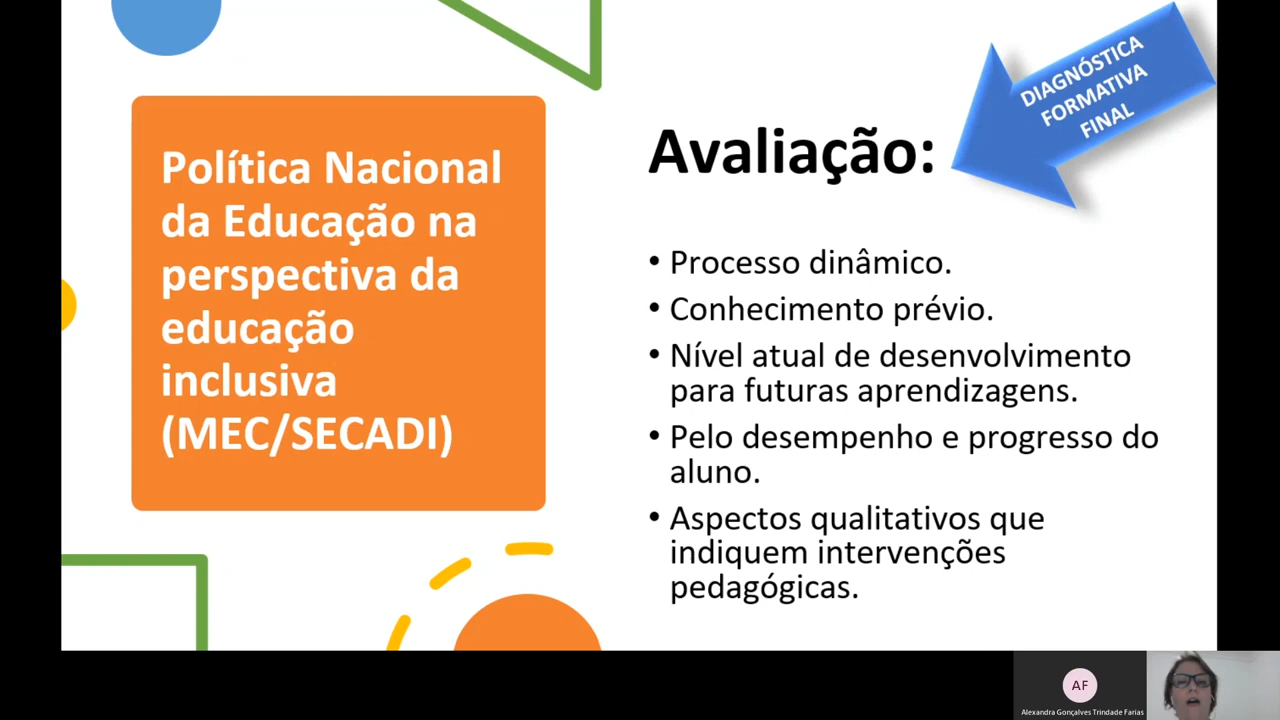 Política Nacional
da Educação na
perspectiva da
educação
inclusiva
(MEC/SECADI)
DIAGNÓSTICA
FORMATIVA
FINAL
Avaliação:
• Processo dinâmico.
• Conhecimento prévio.
• Nível atual de desenvolvimento
para futuras aprendizagens.
• Pelo desempenho e progresso do
aluno.
• Aspectos qualitativos que
indiquem intervenções
pedagógicas.
AF
Alexandra Gonçalves Trindade Farias